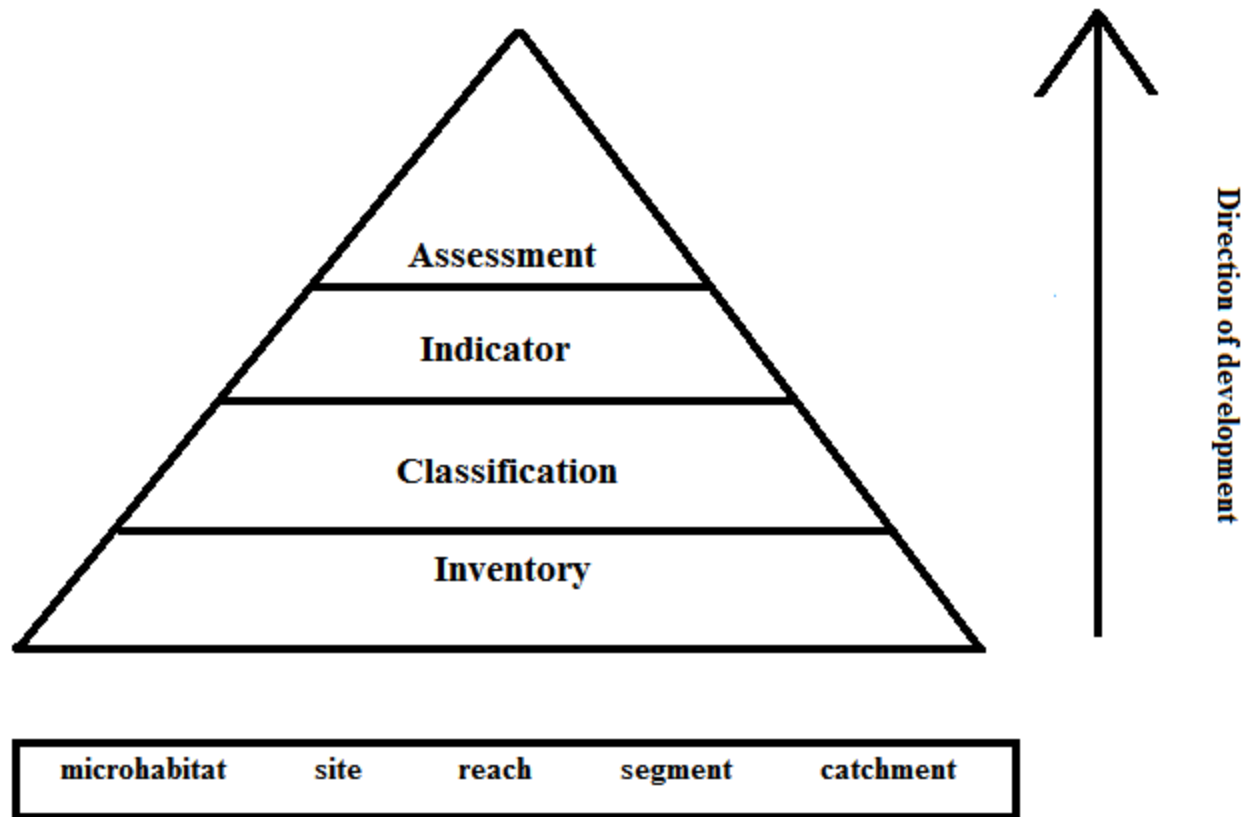 Assessment
Indicator
Classification
Inventory
Direction of development
microhabitat site reach segment catchment